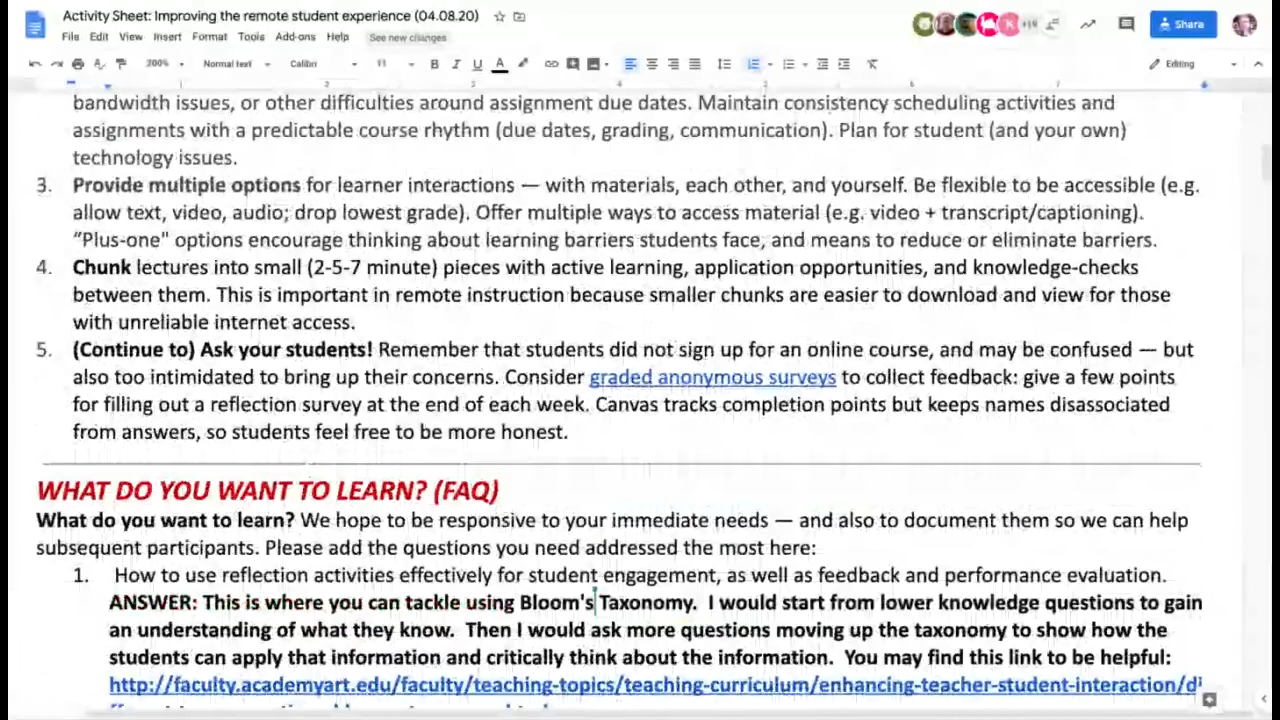 Activity Sheet: Improving the remote student experience (04.08.20)
File Edit View Insert Format Tools Add-ons Help See new changes
+19
Share
200% Normal text Calibri 11 B I U A Editing
bandwidth issues, or other difficulties around assignment due dates. Maintain consistency scheduling activities and
assignments with a predictable course rhythm (due dates, grading, communication). Plan for student (and your own)
technology issues.
3. Provide multiple options for learner interactions — with materials, each other, and yourself. Be flexible to be accessible (e.g.
allow text, video, audio; drop lowest grade). Offer multiple ways to access material (e.g. video + transcript/captioning).
“Plus-one" options encourage thinking about learning barriers students face, and means to reduce or eliminate barriers.
4. Chunk lectures into small (2-5-7 minute) pieces with active learning, application opportunities, and knowledge-checks
between them. This is important in remote instruction because smaller chunks are easier to download and view for those
with unreliable internet access.
5. (Continue to) Ask your students! Remember that students did not sign up for an online course, and may be confused — but
also too intimidated to bring up their concerns. Consider graded anonymous surveys to collect feedback: give a few points
for filling out a reflection survey at the end of each week. Canvas tracks completion points but keeps names disassociated
from answers, so students feel free to be more honest.
WHAT DO YOU WANT TO LEARN? (FAQ)
What do you want to learn? We hope to be responsive to your immediate needs — and also to document them so we can help
subsequent participants. Please add the questions you need addressed the most here:
1. How to use reflection activities effectively for student engagement, as well as feedback and performance evaluation.
ANSWER: This is where you can tackle using Bloom's Taxonomy. I would start from lower knowledge questions to gain
an understanding of what they know. Then I would ask more questions moving up the taxonomy to show how the
students can apply that information and critically think about the information. You may find this link to be helpful:
http://faculty.academyart.edu/faculty/teaching-topics/teaching-curriculum/enhancing-teacher-student-interaction/d